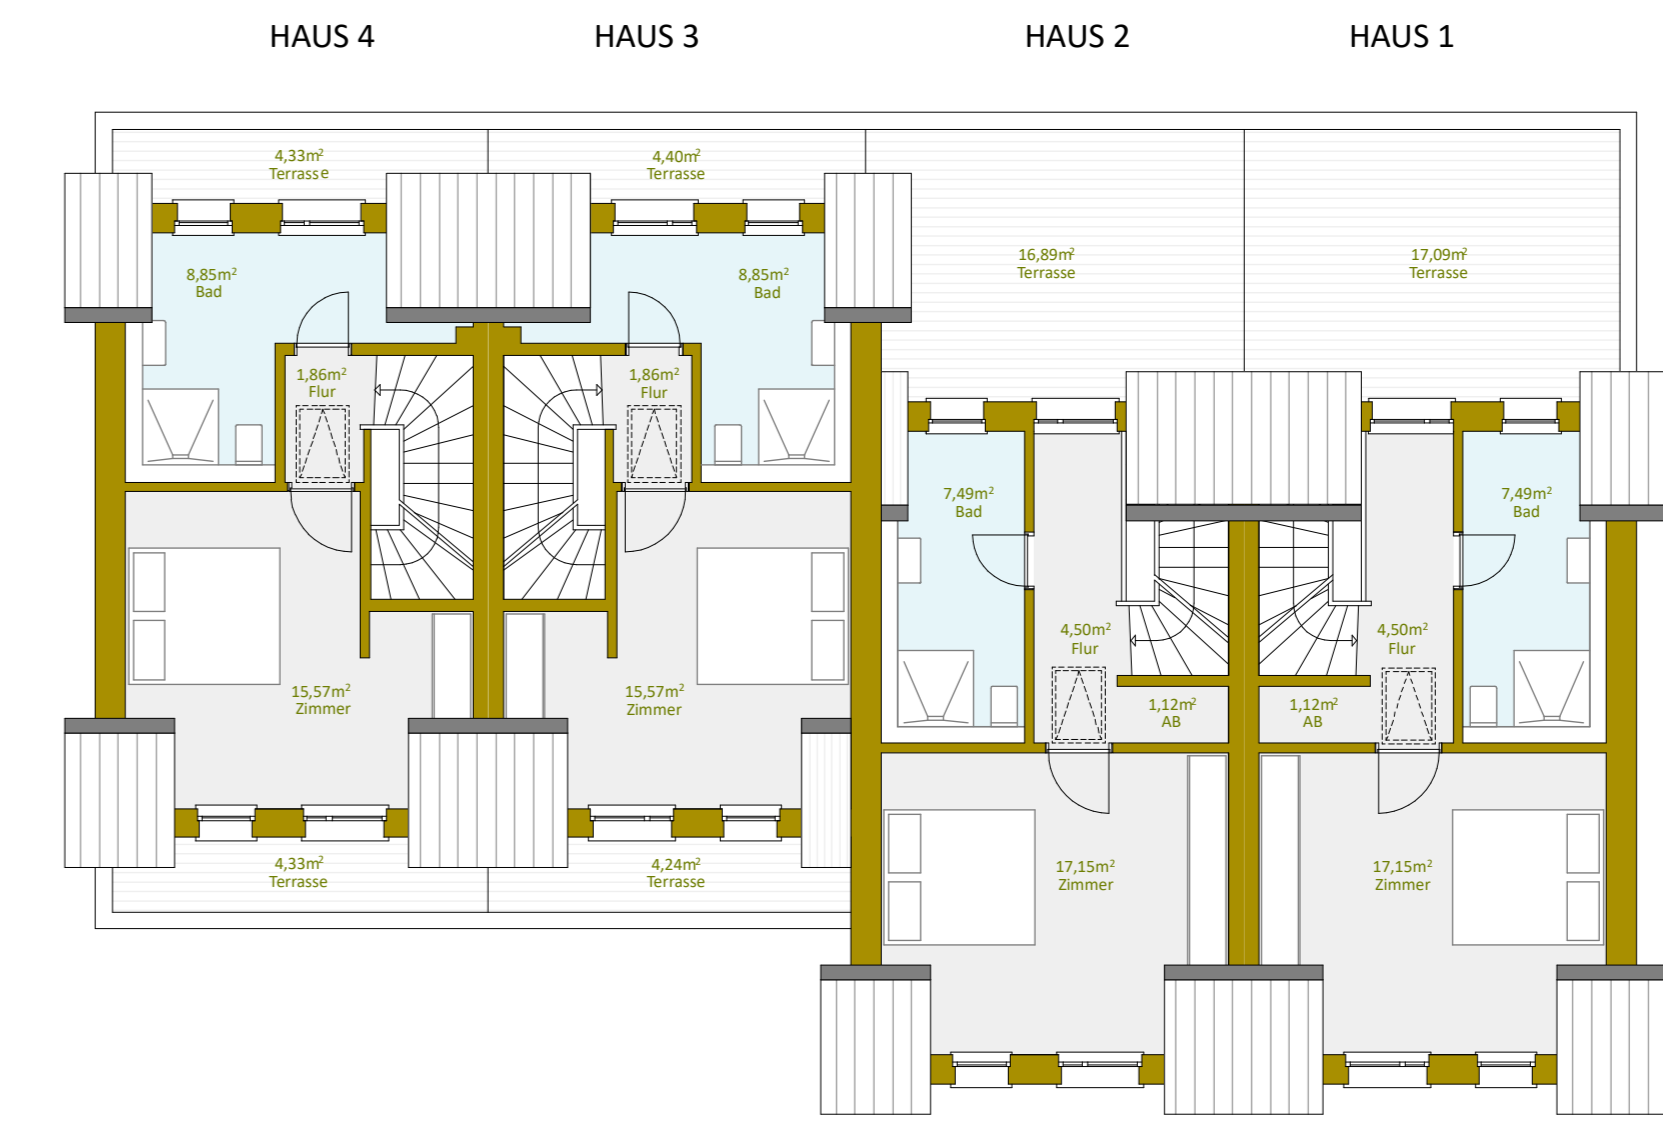 HAUS 4
HAUS 3
HAUS 2
HAUS 1
4,33m²
Terrasse
4,40m²
Terrasse
16,89m²
Terrasse
17,09m²
Terrasse
8,85m²
Bad
8,85m²
Bad
1,86m²
Flur
1,86m²
Flur
7,49m²
Bad
7,49m²
Bad
4,50m²
Flur
4,50m²
Flur
15,57m²
Zimmer
15,57m²
Zimmer
1,12m²
AB
1,12m²
AB
4,33m²
Terrasse
4,24m²
Terrasse
17,15m²
Zimmer
17,15m²
Zimmer